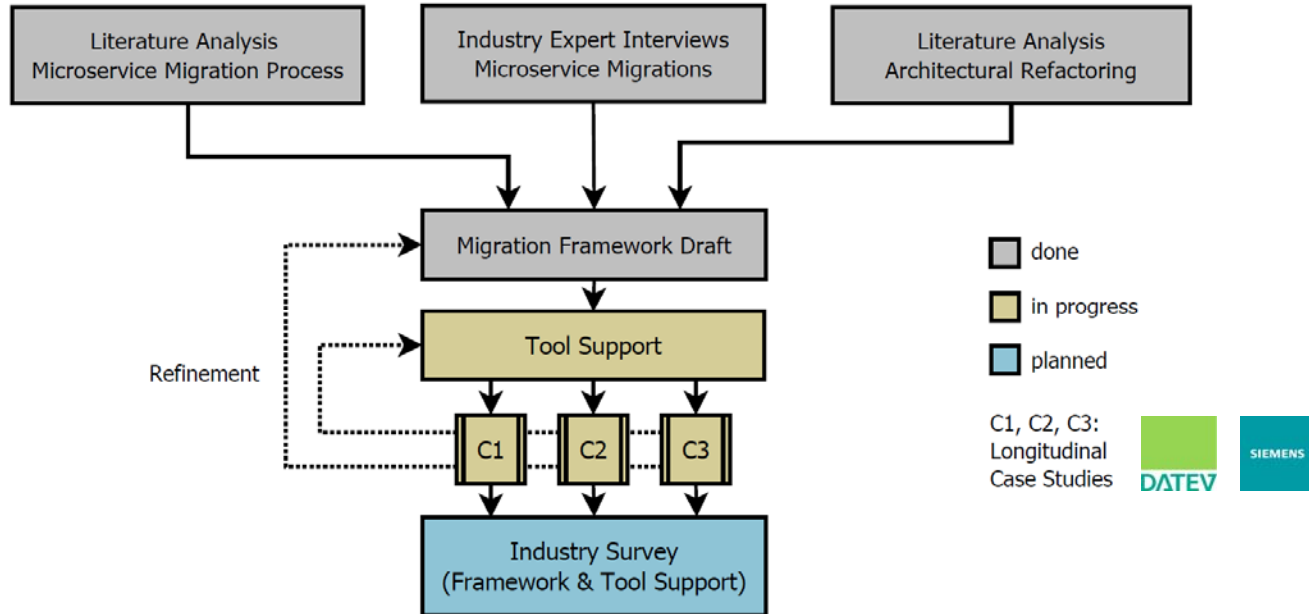 Literature Analysis
Microservice Migration Process
Industry Expert Interviews
Microservice Migrations
Literature Analysis
Architectural Refactoring
Migration Framework Draft
done
in progress
Tool Support
planned
Refinement
C1
C2
C3
C1, C2, C3:
Longitudinal
Case Studies
DATEV
SIEMENS
Industry Survey
(Framework & Tool Support)